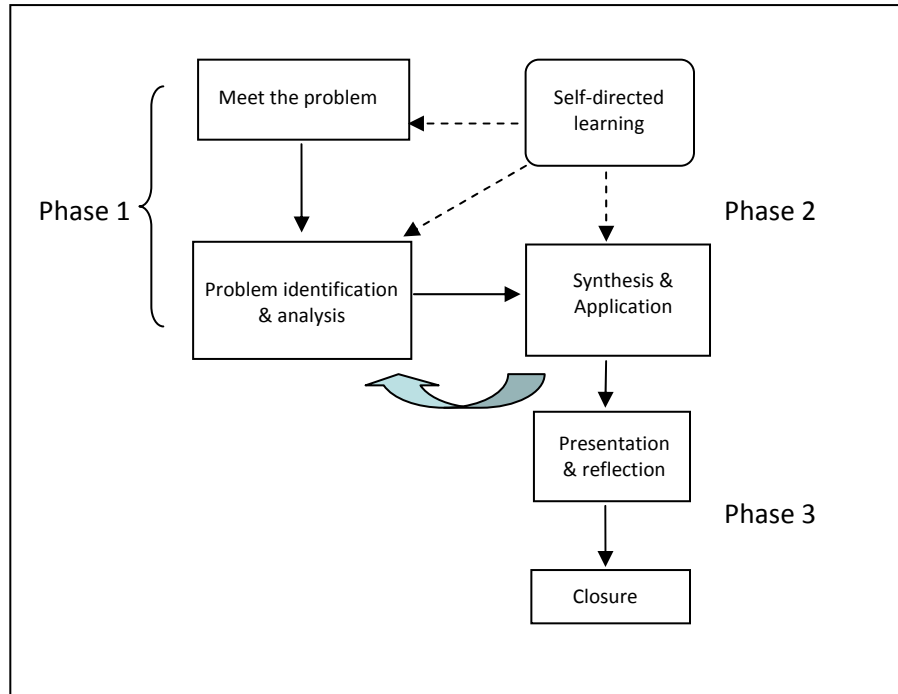 Meet the problem
Self-directed
learning
Phase 1
Phase 2
Problem identification
& analysis
Synthesis &
Application
Presentation
& reflection
Phase 3
Closure